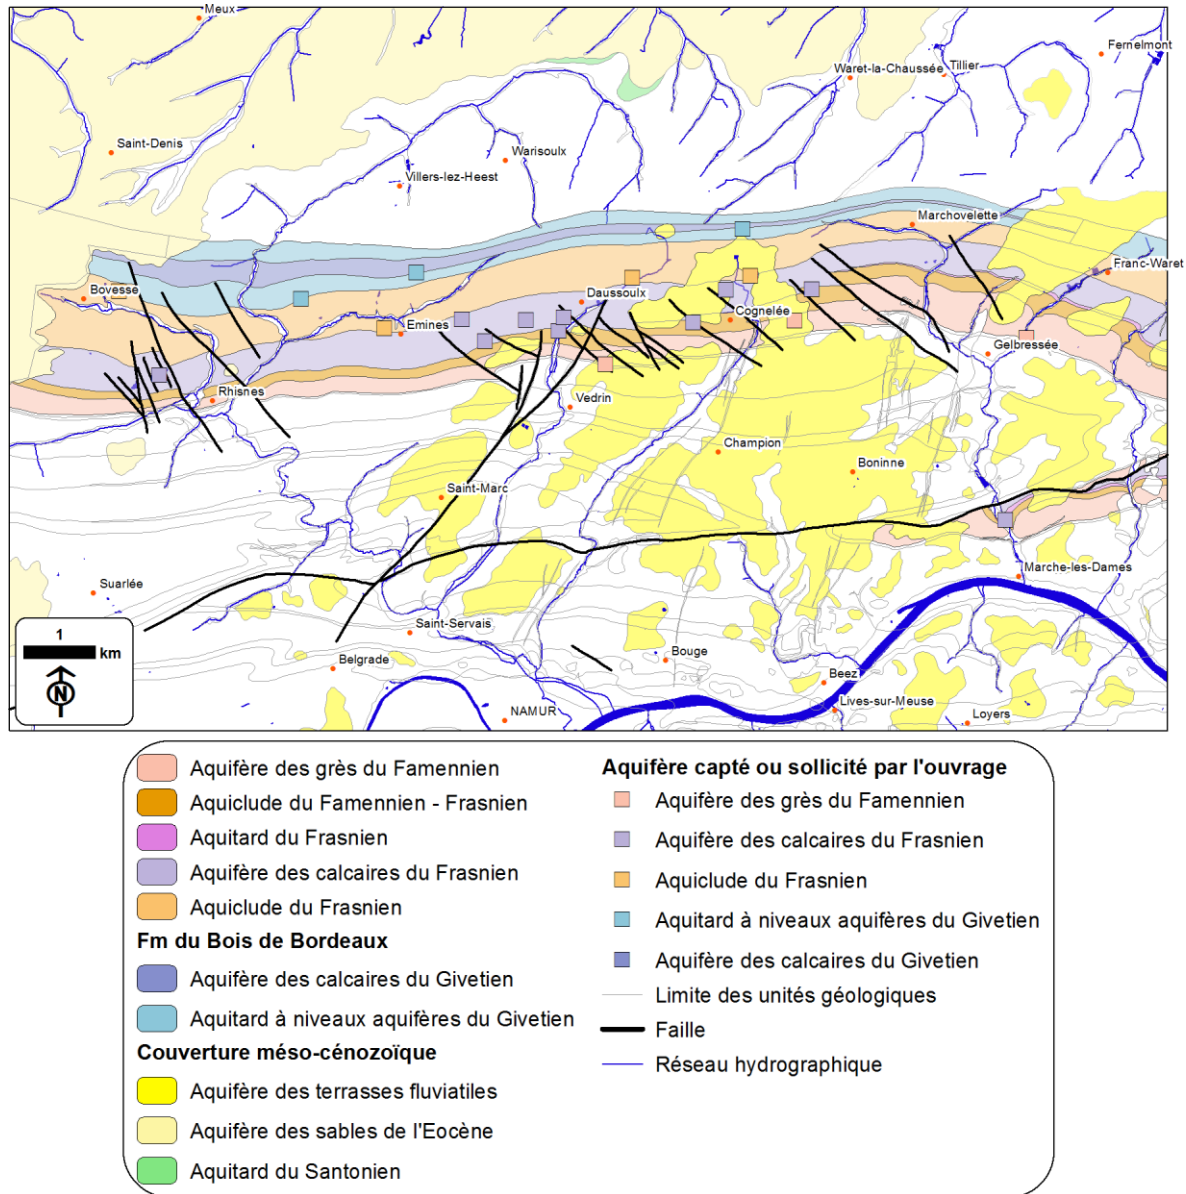 Meux
Fernelmont
Waret-la-Chaussée
Tillier
Saint-Denis
Warisoulx
Villers-lez-Heest
Marchovelette
Franc-Waret
Bovesse
Daussoulx
Cognelée
Emines
Gelbressée
Rhisnes
Vedrin
Champion
Boninne
Saint-Marc
Suarlée
Marche-les-Dames
Saint-Servais
Belgrade
Bouge
Beez
Lives-sur-Meuse
NAMUR
Loyers
1
km
N
Aquifère des grès du Famennien
Aquiclude du Famennien - Frasnien
Aquitard du Frasnien
Aquifère des calcaires du Frasnien
Aquiclude du Frasnien
Fm du Bois de Bordeaux
Aquifère des calcaires du Givetien
Aquitard à niveaux aquifères du Givetien
Couverture méso-cénozoïque
Aquifère des terrasses fluviatiles
Aquifère des sables de l'Eocène
Aquitard du Santonien
Aquifère capté ou sollicité par l'ouvrage
Aquifère des grès du Famennien
Aquifère des calcaires du Frasnien
Aquiclude du Frasnien
Aquitard à niveaux aquifères du Givetien
Aquifère des calcaires du Givetien
Limite des unités géologiques
Faille
Réseau hydrographique